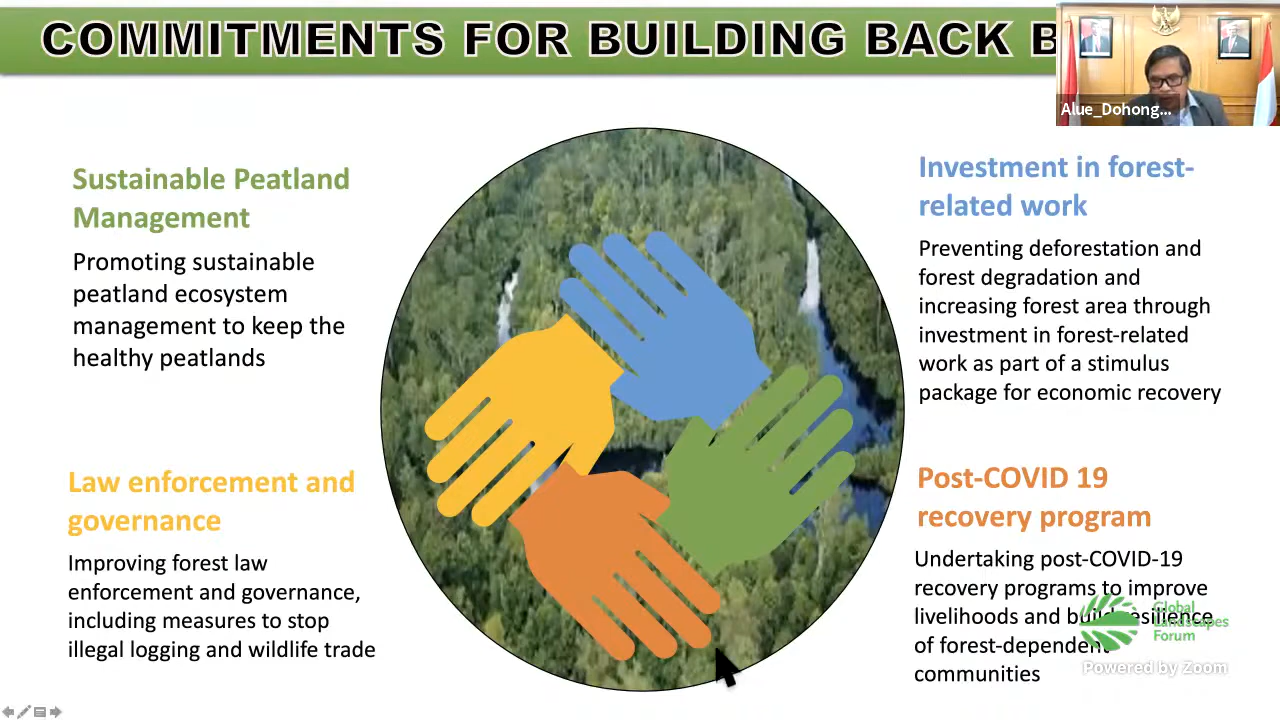 COMMITMENTS FOR BUILDING BACK B
Alue_Dohong...
Sustainable Peatland
Management
Promoting sustainable
peatland ecosystem
management to keep the
healthy peatlands
Investment in forest-
related work
Preventing deforestation and
forest degradation and
increasing forest area through
investment in forest-related
work as part of a stimulus
package for economic recovery
Law enforcement and
governance
Improving forest law
enforcement and governance,
including measures to stop
illegal logging and wildlife trade
Post-COVID 19
recovery program
Undertaking post-COVID-19
recovery programs to improve
livelihoods and build resilience
of forest-dependent
communities
Global
Landscapes
Forum
Powered by Zoom